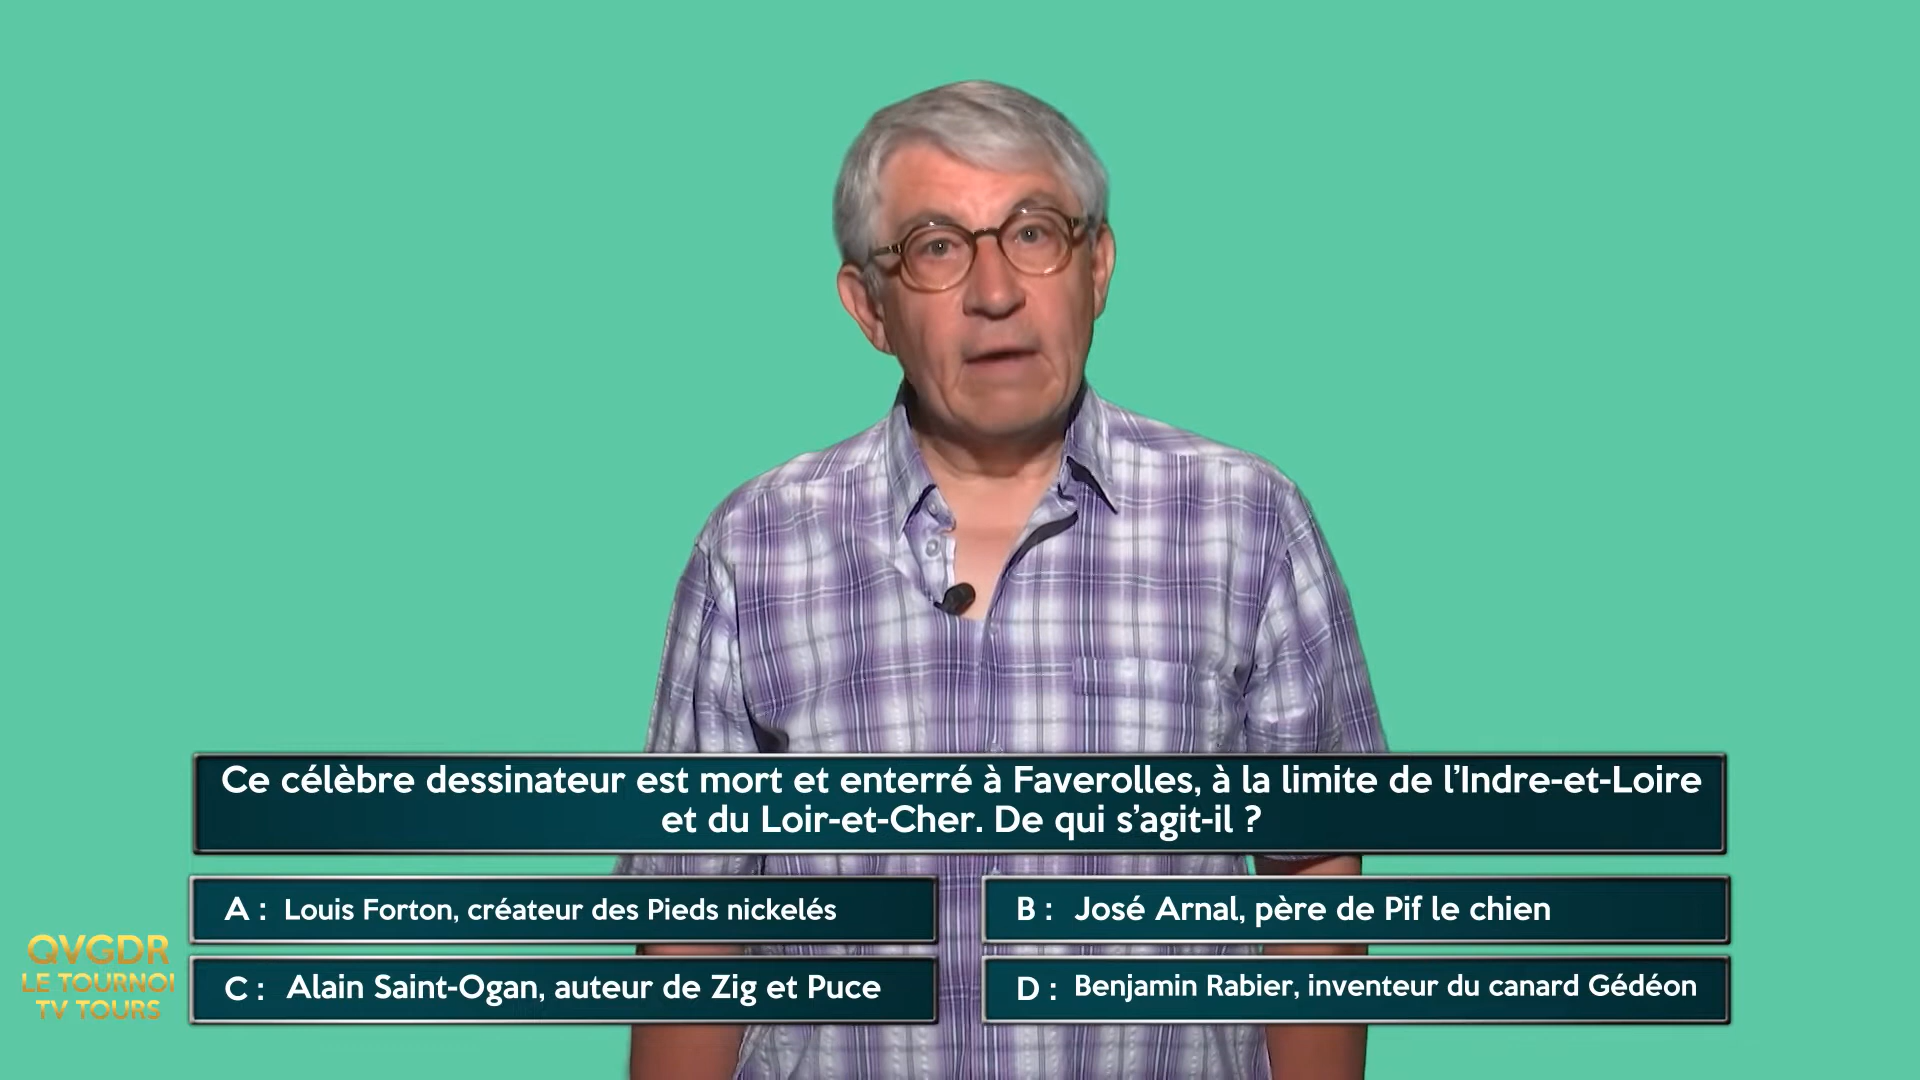 Ce célèbre dessinateur est mort et enterré à Faverolles, à la limite de l’Indre-et-Loire
et du Loir-et-Cher. De qui s’agit-il ?
A : Louis Forton, créateur des Pieds nickelés
B : José Arnal, père de Pif le chien
C : Alain Saint-Ogan, auteur de Zig et Puce
D : Benjamin Rabier, inventeur du canard Gédéon
QVGDR
LE TOURNOI
TV TOURS